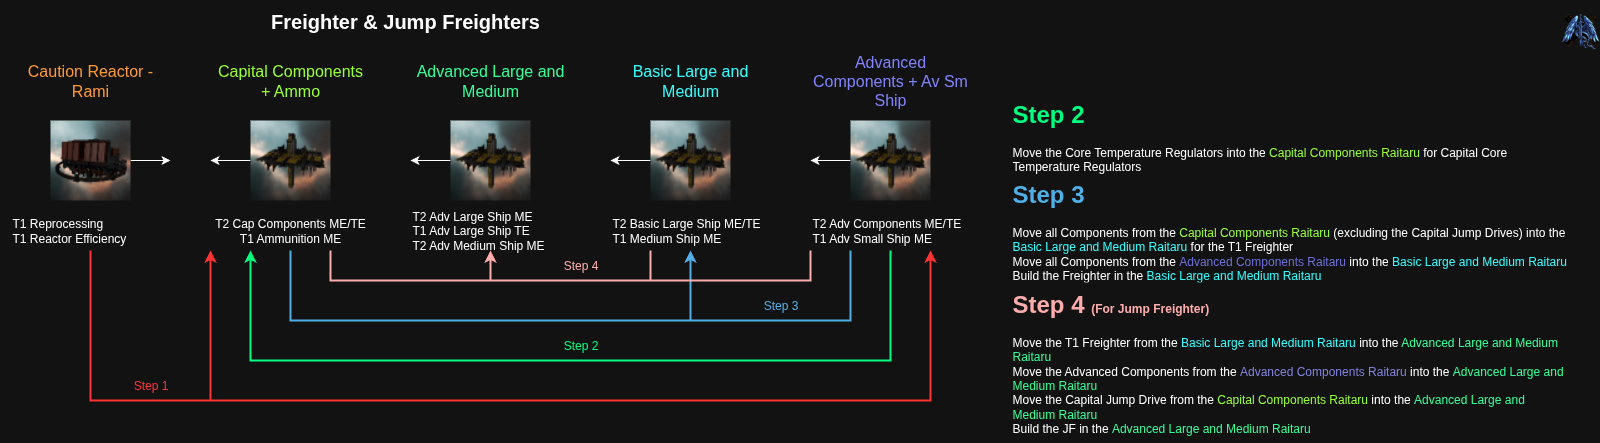 Freighter & Jump Freighters
Caution Reactor -
Rami
Capital Components
+ Ammo
Advanced Large and
Medium
Basic Large and
Medium
Advanced
Components + Av Sm
Ship
T1 Reprocessing
T1 Reactor Efficiency
T2 Cap Components ME/TE
T1 Ammunition ME
T2 Adv Large Ship ME
T1 Adv Large Ship TE
T2 Adv Medium Ship ME
T2 Basic Large Ship ME/TE
T1 Medium Ship ME
T2 Adv Components ME/TE
T1 Adv Small Ship ME
Step 4
Step 3
Step 2
Step 1
Step 2
Move the Core Temperature Regulators into the Capital Components Raitaru for Capital Core
Temperature Regulators
Step 3
Move all Components from the Capital Components Raitaru (excluding the Capital Jump Drives) into the
Basic Large and Medium Raitaru for the T1 Freighter
Move all Components from the Advanced Components Raitaru into the Basic Large and Medium Raitaru
Build the Freighter in the Basic Large and Medium Raitaru
Step 4 (For Jump Freighter)
Move the T1 Freighter from the Basic Large and Medium Raitaru into the Advanced Large and Medium
Raitaru
Move the Advanced Components from the Advanced Components Raitaru into the Advanced Large and
Medium Raitaru
Move the Capital Jump Drive from the Capital Components Raitaru into the Advanced Large and
Medium Raitaru
Build the JF in the Advanced Large and Medium Raitaru